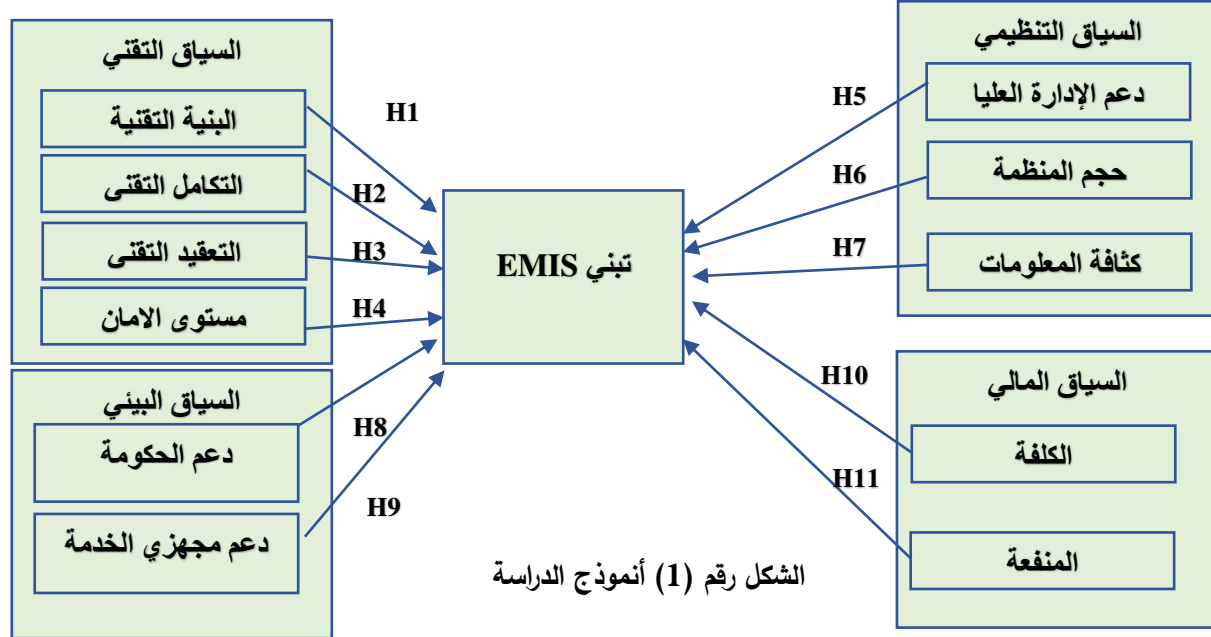 السياق التنظيمي
دعم الإدارة العليا
حجم المنظمة
كثافة المعلومات
H5
H6
H7
السياق التقني
البنية التقنية
التكامل التقنى
التعقيد التقنى
مستوى الامان
H1
H2
H3
H4
تبني EMIS
السياق المالي
الكلفة
المنفعة
H10
H11
السياق البيئي
دعم الحكومة
دعم مجهزي الخدمة
H8
H9
الشكل رقم (1) أنموذج الدراسة